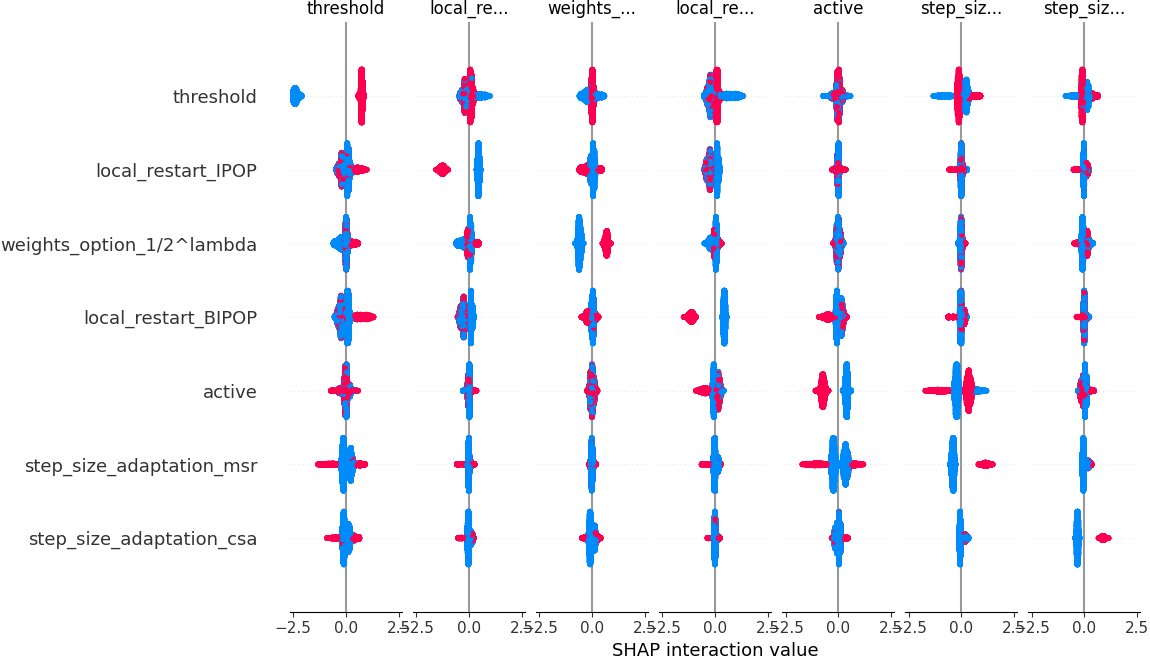 threshold local_re... weights_... local_re... active step_siz... step_siz...
threshold
local_restart_IPOP
weights_option_1/2^lambda
local_restart_BIPOP
active
step_size_adaptation_msr
step_size_adaptation_csa
−2.5 0.0 2.5 −2.5 0.0 2.5 −2.5 0.0 2.5 −2.5 0.0 2.5 −2.5 0.0 2.5 −2.5 0.0 2.5 −2.5 0.0 2.5
SHAP interaction value